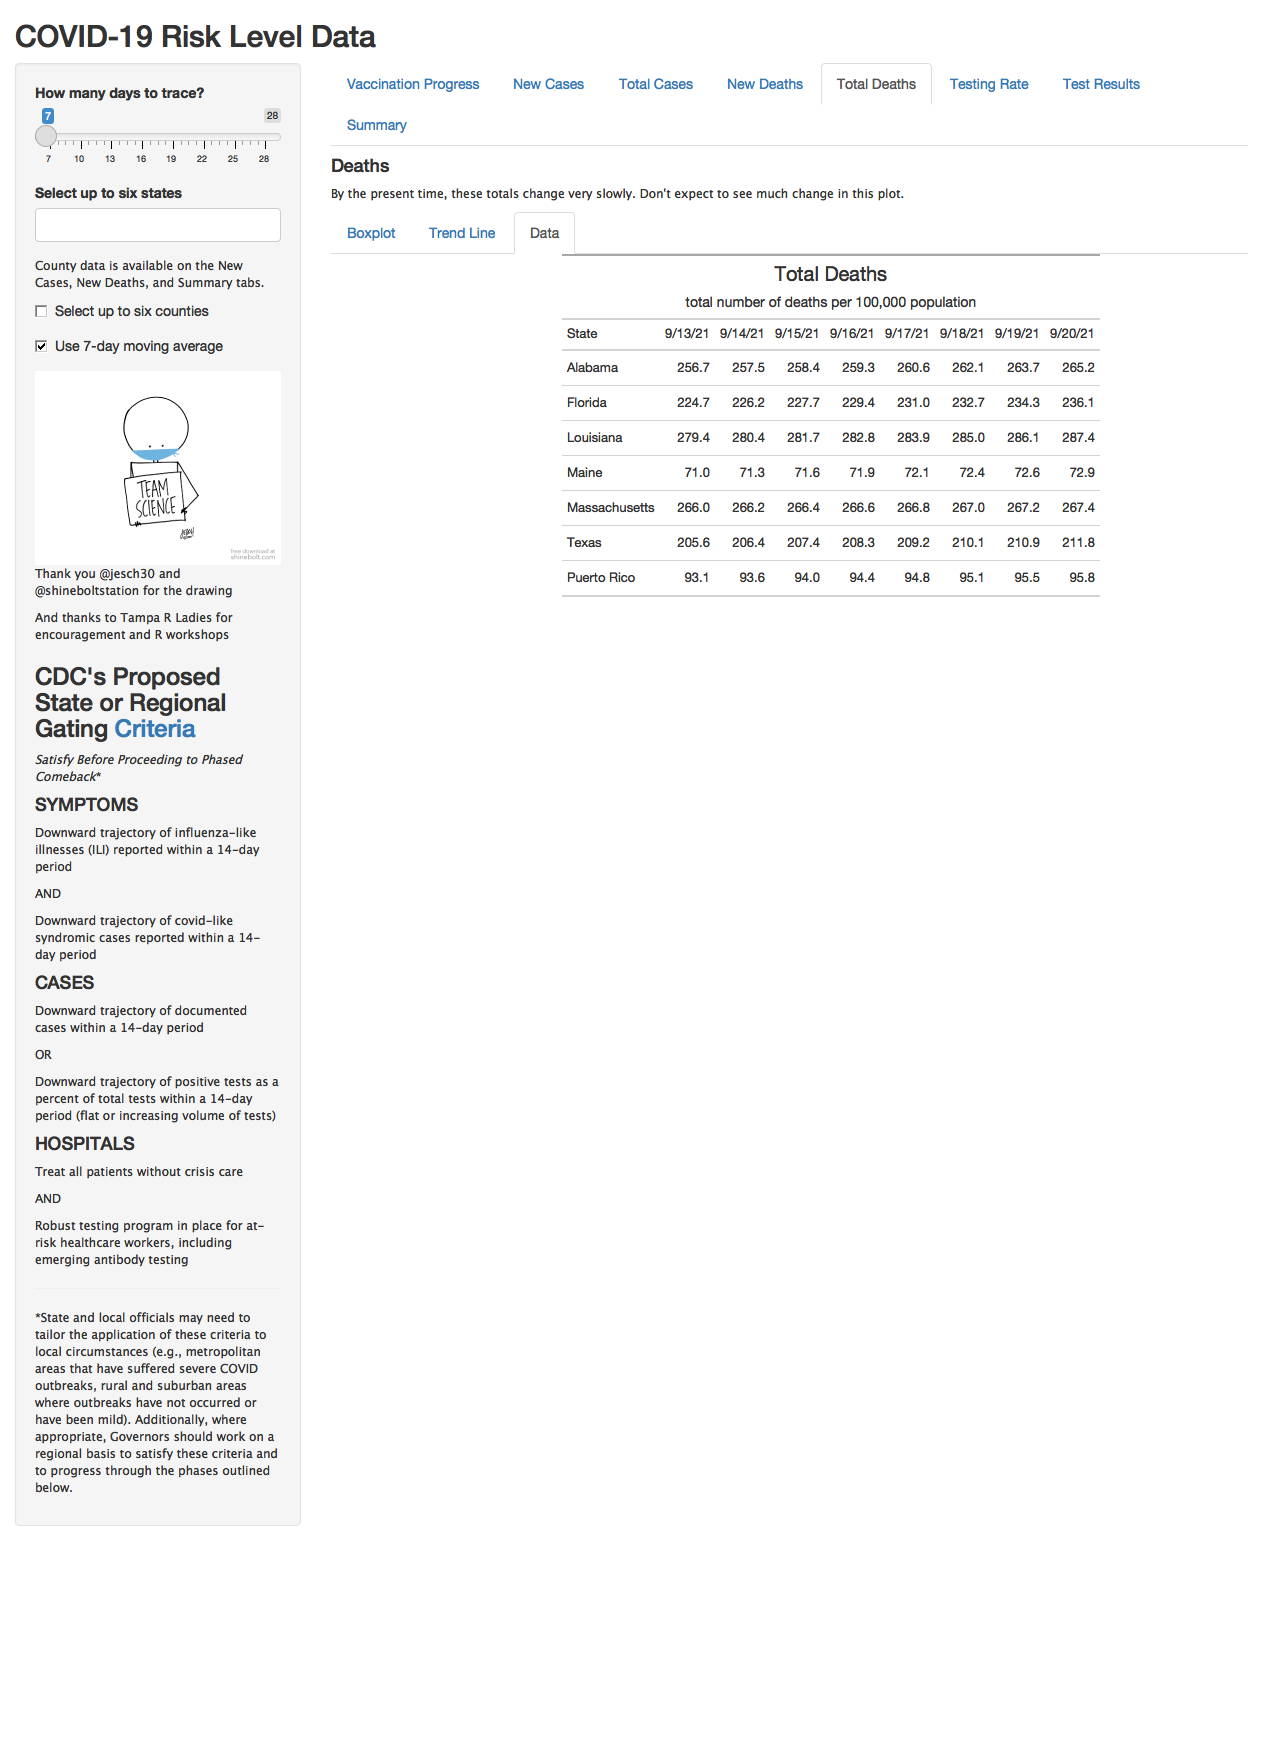 COVID-19 Risk Level Data
How many days to trace?
7 28
7 10 13 16 19 22 25 28
Select up to six states
County data is available on the New
Cases, New Deaths, and Summary tabs.
Select up to six counties
Use 7-day moving average
TEAM
SCIENCE
free download at
shinebolt.com
Thank you @jesch30 and
@shineboltstation for the drawing
And thanks to Tampa R Ladies for
encouragement and R workshops
CDC's Proposed
State or Regional
Gating Criteria
Satisfy Before Proceeding to Phased
Comeback*
SYMPTOMS
Downward trajectory of influenza-like
illnesses (ILI) reported within a 14-day
period
AND
Downward trajectory of covid-like
syndromic cases reported within a 14-
day period
CASES
Downward trajectory of documented
cases within a 14-day period
OR
Downward trajectory of positive tests as a
percent of total tests within a 14-day
period (flat or increasing volume of tests)
HOSPITALS
Treat all patients without crisis care
AND
Robust testing program in place for at-
risk healthcare workers, including
emerging antibody testing
*State and local officials may need to
tailor the application of these criteria to
local circumstances (e.g., metropolitan
areas that have suffered severe COVID
outbreaks, rural and suburban areas
where outbreaks have not occurred or
have been mild). Additionally, where
appropriate, Governors should work on a
regional basis to satisfy these criteria and
to progress through the phases outlined
below.
Vaccination Progress New Cases Total Cases New Deaths Total Deaths Testing Rate Test Results
Summary
Deaths
By the present time, these totals change very slowly. Don't expect to see much change in this plot.
Boxplot Trend Line Data
Total Deaths
total number of deaths per 100,000 population
State 9/13/21 9/14/21 9/15/21 9/16/21 9/17/21 9/18/21 9/19/21 9/20/21
Alabama 256.7 257.5 258.4 259.3 260.6 262.1 263.7 265.2
Florida 224.7 226.2 227.7 229.4 231.0 232.7 234.3 236.1
Louisiana 279.4 280.4 281.7 282.8 283.9 285.0 286.1 287.4
Maine 71.0 71.3 71.6 71.9 72.1 72.4 72.6 72.9
Massachusetts 266.0 266.2 266.4 266.6 266.8 267.0 267.2 267.4
Texas 205.6 206.4 207.4 208.3 209.2 210.1 210.9 211.8
Puerto Rico 93.1 93.6 94.0 94.4 94.8 95.1 95.5 95.8